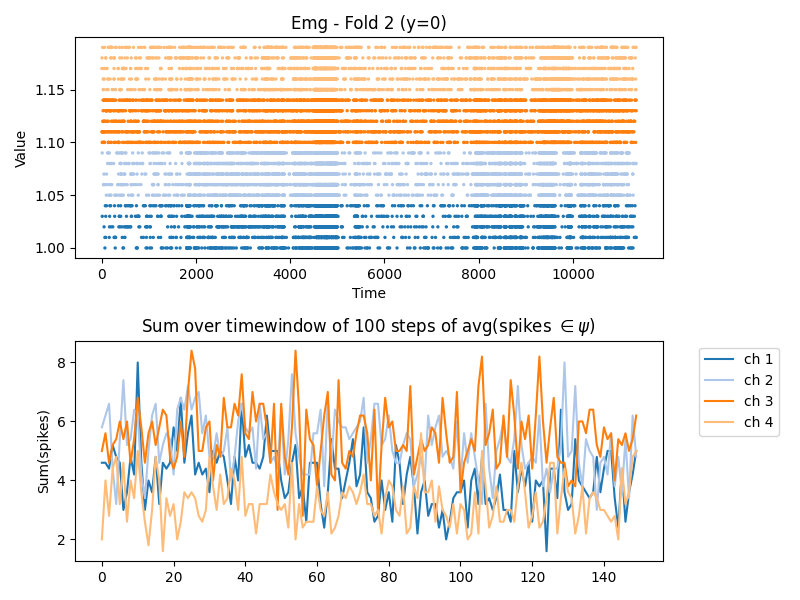 Emg - Fold 2 (y=0)
Value
1.15
1.10
1.05
1.00
0 2000 4000 6000 8000 10000
Time
Sum over timewindow of 100 steps of avg(spikes ∈ψ)
Sum(spikes)
8
6
4
2
0 20 40 60 80 100 120 140
ch 1
ch 2
ch 3
ch 4